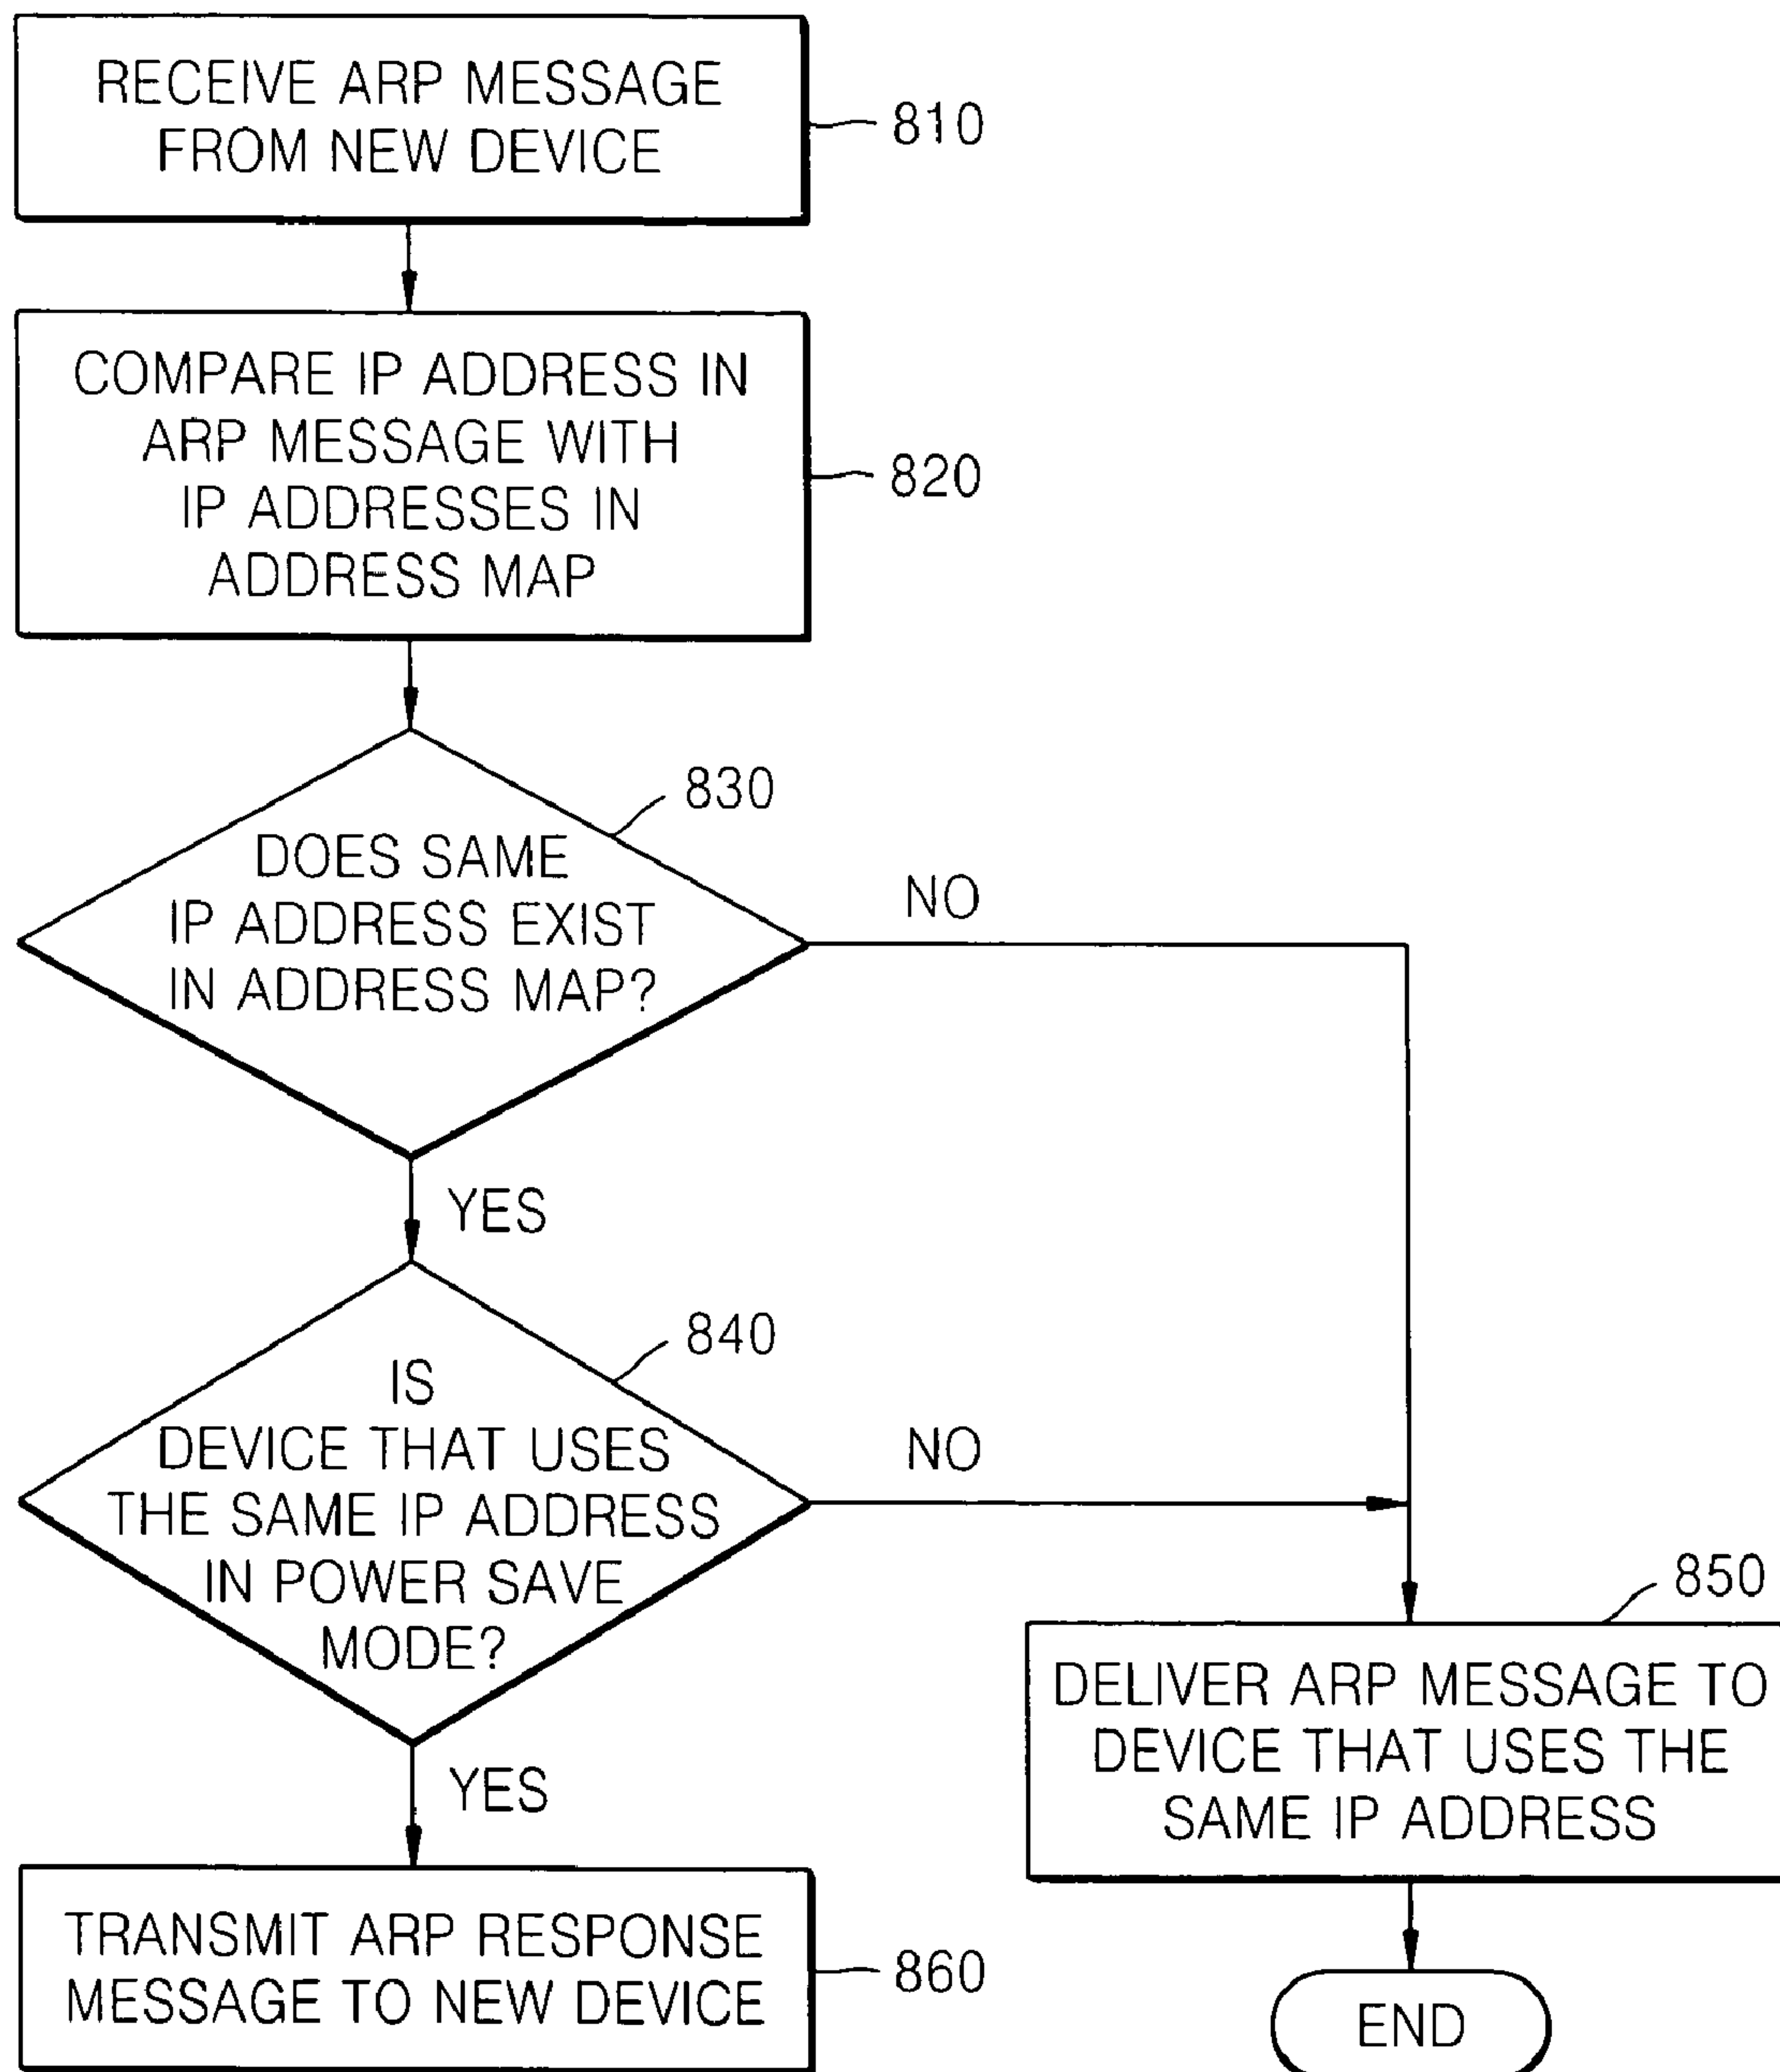 RECEIVE ARP MESSAGE
FROM NEW DEVICE
810
COMPARE IP ADDRESS IN
ARP MESSAGE WITH
IP ADDRESSES IN
ADDRESS MAP
820
830
DOES SAME
IP ADDRESS EXIST
IN ADDRESS MAP?
NO
YES
840
IS
DEVICE THAT USES
THE SAME IP ADDRESS
IN POWER SAVE
MODE?
NO
YES
850
DELIVER ARP MESSAGE TO
DEVICE THAT USES THE
SAME IP ADDRESS
TRANSMIT ARP RESPONSE
MESSAGE TO NEW DEVICE
860
END